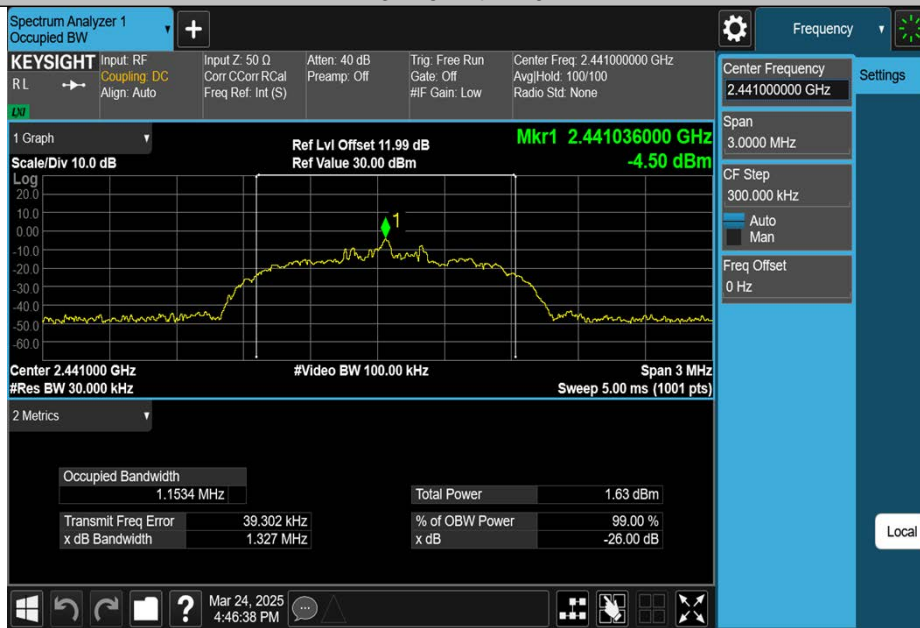 Spectrum Analyzer 1
Occupied BW
Frequency
KEYSIGHT
R L
LXI
Input: RF
Coupling: DC
Align: Auto
Input Z: 50 Ω
Corr CCorr RCal
Freq Ref: Int (S)
Atten: 40 dB
Preamp: Off
Trig: Free Run
Gate: Off
#IF Gain: Low
Center Freq: 2.441000000 GHz
Avg|Hold: 100/100
Radio Std: None
Center Frequency
2.441000000 GHz
Settings
Span
3.0000 MHz
CF Step
300.000 kHz
Auto
Man
Freq Offset
0 Hz
Local
1 Graph
Scale/Div 10.0 dB
Ref Lvl Offset 11.99 dB
Ref Value 30.00 dBm
Mkr1 2.441036000 GHz
-4.50 dBm
Log
20.0
10.0
0.00
-10.0
-20.0
-30.0
-40.0
-50.0
-60.0
1
Center 2.441000 GHz
#Res BW 30.000 kHz
#Video BW 100.00 kHz
Span 3 MHz
Sweep 5.00 ms (1001 pts)
2 Metrics
Occupied Bandwidth
1.1534 MHz
Transmit Freq Error 39.302 kHz
x dB Bandwidth 1.327 MHz
Total Power 1.63 dBm
% of OBW Power 99.00 %
x dB -26.00 dB
?
Mar 24, 2025
4:46:38 PM